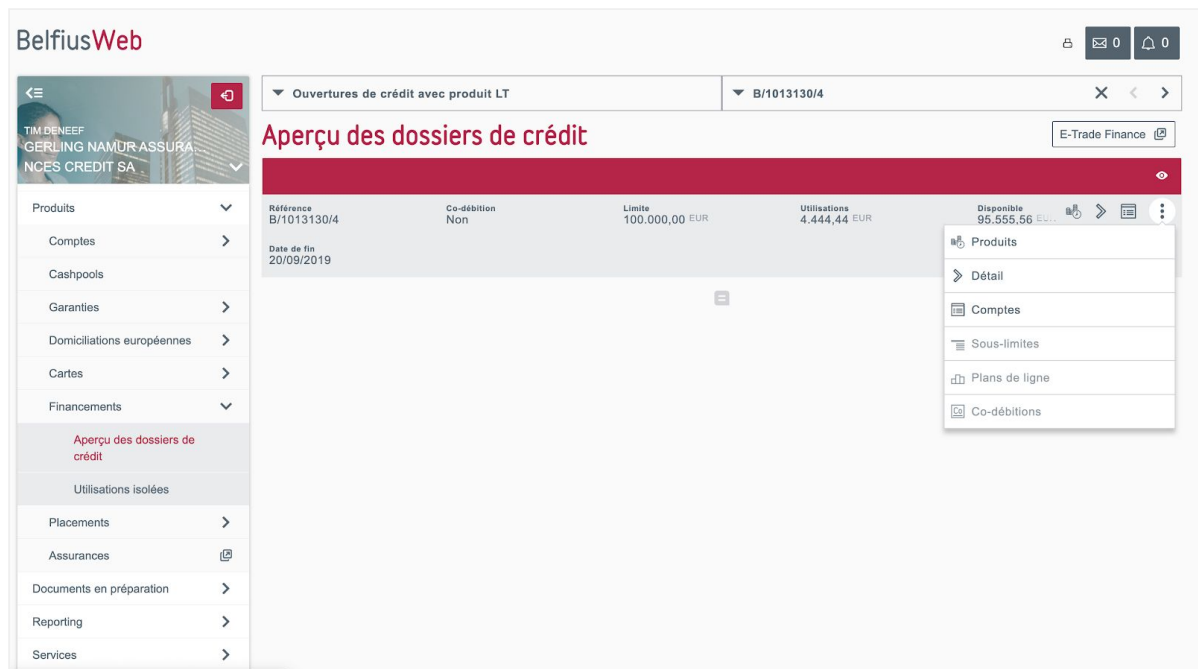 BelfiusWeb
0
0
TIM DENEEF
GERLING NAMUR ASSURA...
NCES CREDIT SA
Ouvertures de crédit avec produit LT
B/1013130/4
Aperçu des dossiers de crédit
E-Trade Finance
Produits
Comptes
Cashpools
Garanties
Domiciliations européennes
Cartes
Financements
Aperçu des dossiers de
crédit
Utilisations isolées
Placements
Assurances
Documents en préparation
Reporting
Services
Référence
B/1013130/4
Co-débition
Non
Limite
100.000,00 EUR
Utilisations
4.444,44 EUR
Disponible
95.555,56 EU...
Date de fin
20/09/2019
Produits
Détail
Comptes
Sous-limites
Plans de ligne
Co Co-débitions